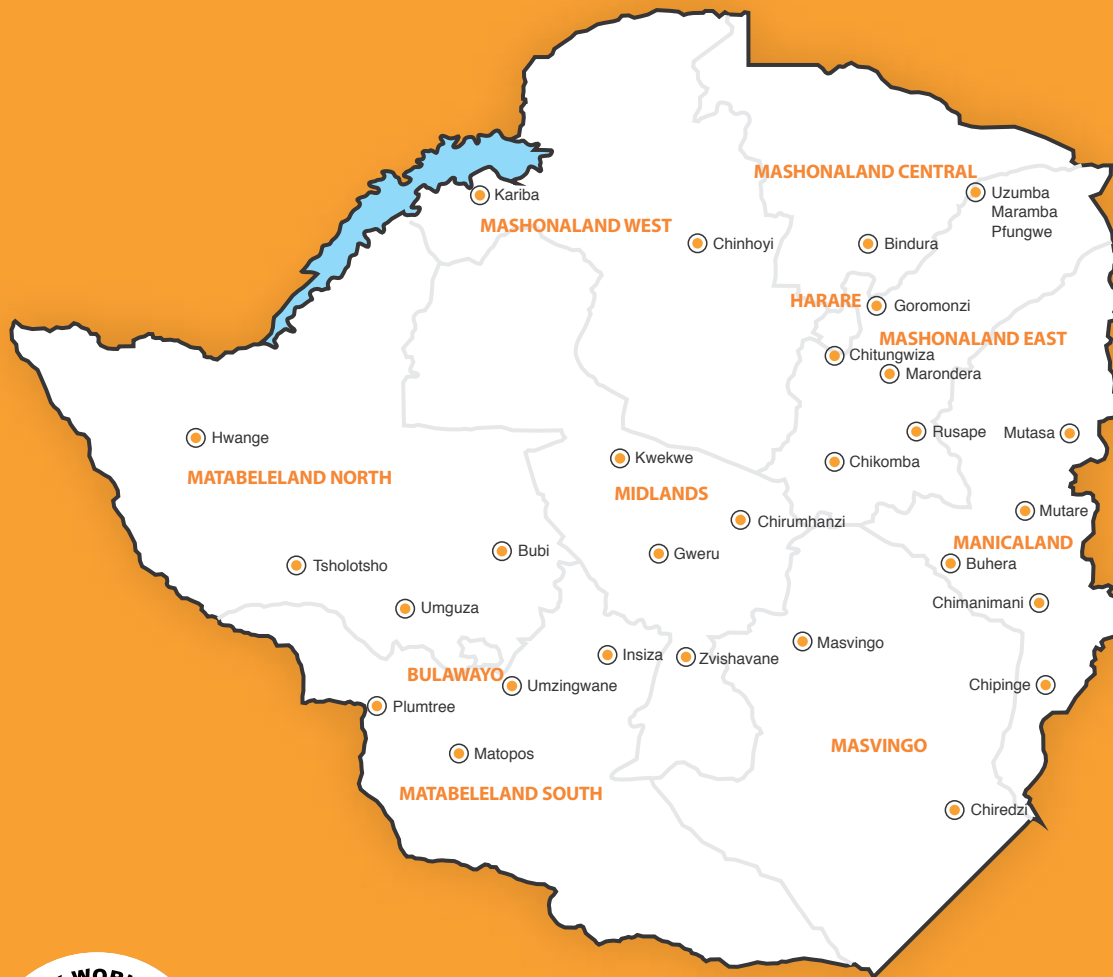 MASHONALAND CENTRAL
Uzumba
Maramba
Pfungwe
Kariba
MASHONALAND WEST
Chinhoyi
Bindura
HARARE
Goromonzi
MASHONALAND EAST
Chitungwiza
Marondera
Hwange
Rusape
Mutasa
Kwekwe
Chikomba
MATABELELAND NORTH
MIDLANDS
Chirumhanzi
Mutare
MANICALAND
Bubi
Gweru
Buhera
Tsholotsho
Umguza
Chimanimani
Masvingo
Insiza
Zvishavane
BULAWAYO
Umzingwane
Chipinge
Plumtree
MASVINGO
Matopos
MATABELELAND SOUTH
Chiredzi